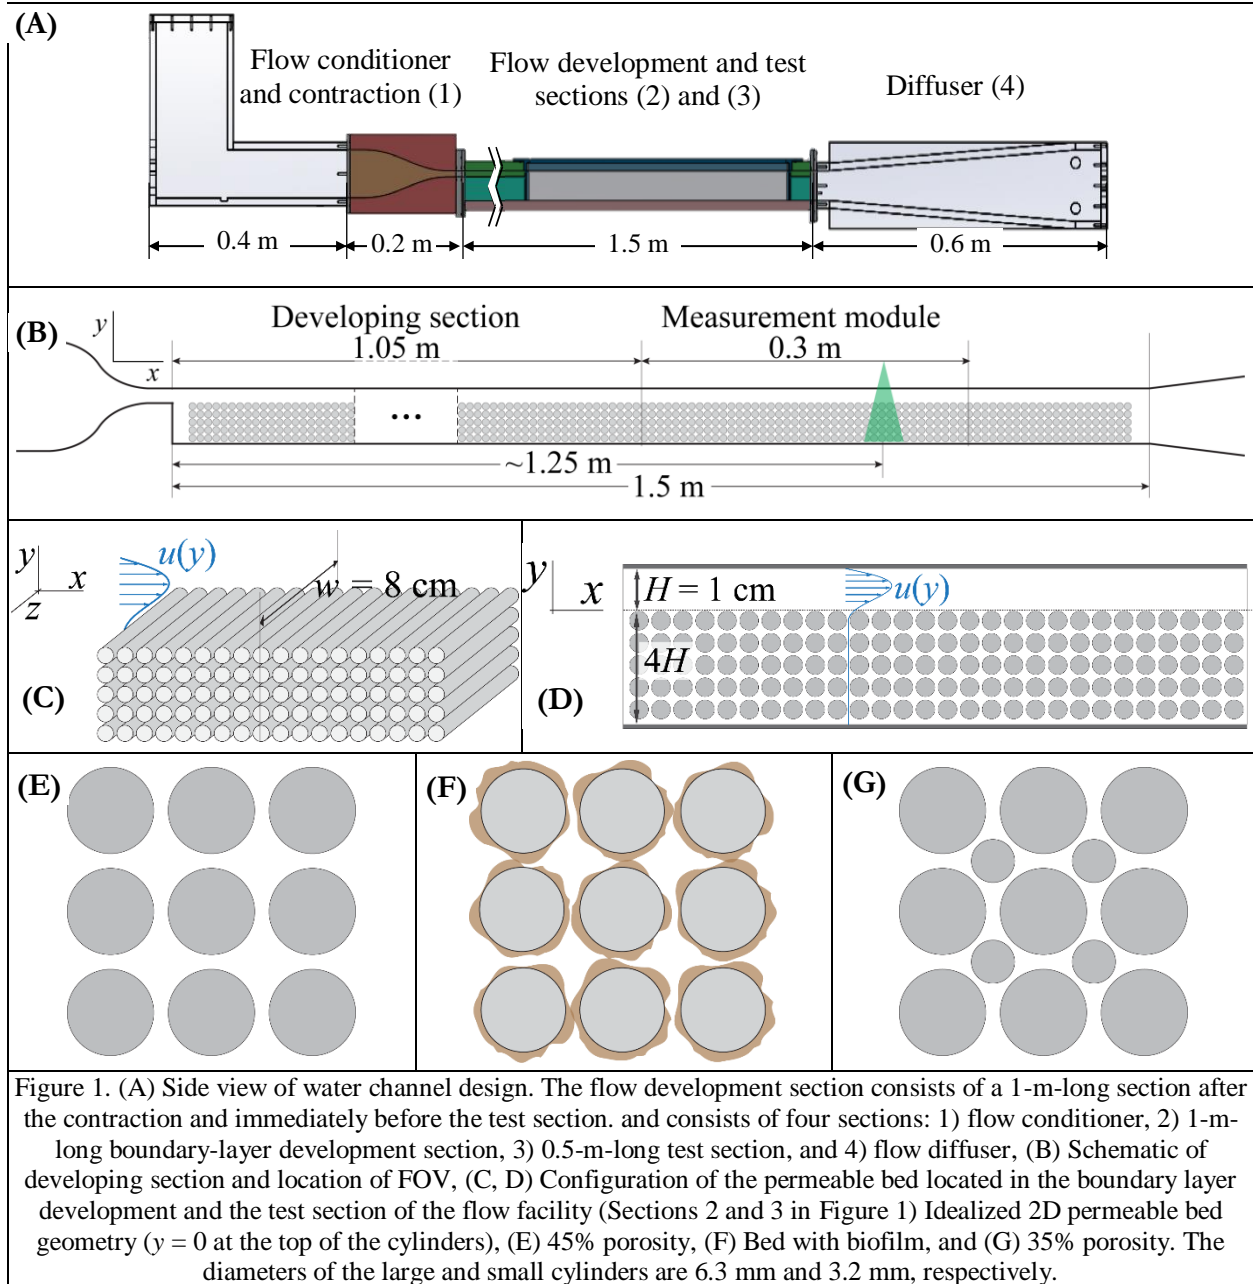 (A)
Flow conditioner
and contraction (1)
Flow development and test
sections (2) and (3)
Diffuser (4)
0.4 m
0.2 m
1.5 m
0.6 m
(B)
y
x
Developing section
1.05 m
Measurement module
0.3 m
...
~1.25 m
1.5 m
(C)
y
x
z
u(y)
w = 8 cm
(D)
y
x
H = 1 cm
u(y)
4H
(E)
(F)
(G)
Figure 1. (A) Side view of water channel design. The flow development section consists of a 1-m-long section after
the contraction and immediately before the test section. and consists of four sections: 1) flow conditioner, 2) 1-m-
long boundary-layer development section, 3) 0.5-m-long test section, and 4) flow diffuser, (B) Schematic of
developing section and location of FOV, (C, D) Configuration of the permeable bed located in the boundary layer
development and the test section of the flow facility (Sections 2 and 3 in Figure 1) Idealized 2D permeable bed
geometry (y = 0 at the top of the cylinders), (E) 45% porosity, (F) Bed with biofilm, and (G) 35% porosity. The
diameters of the large and small cylinders are 6.3 mm and 3.2 mm, respectively.